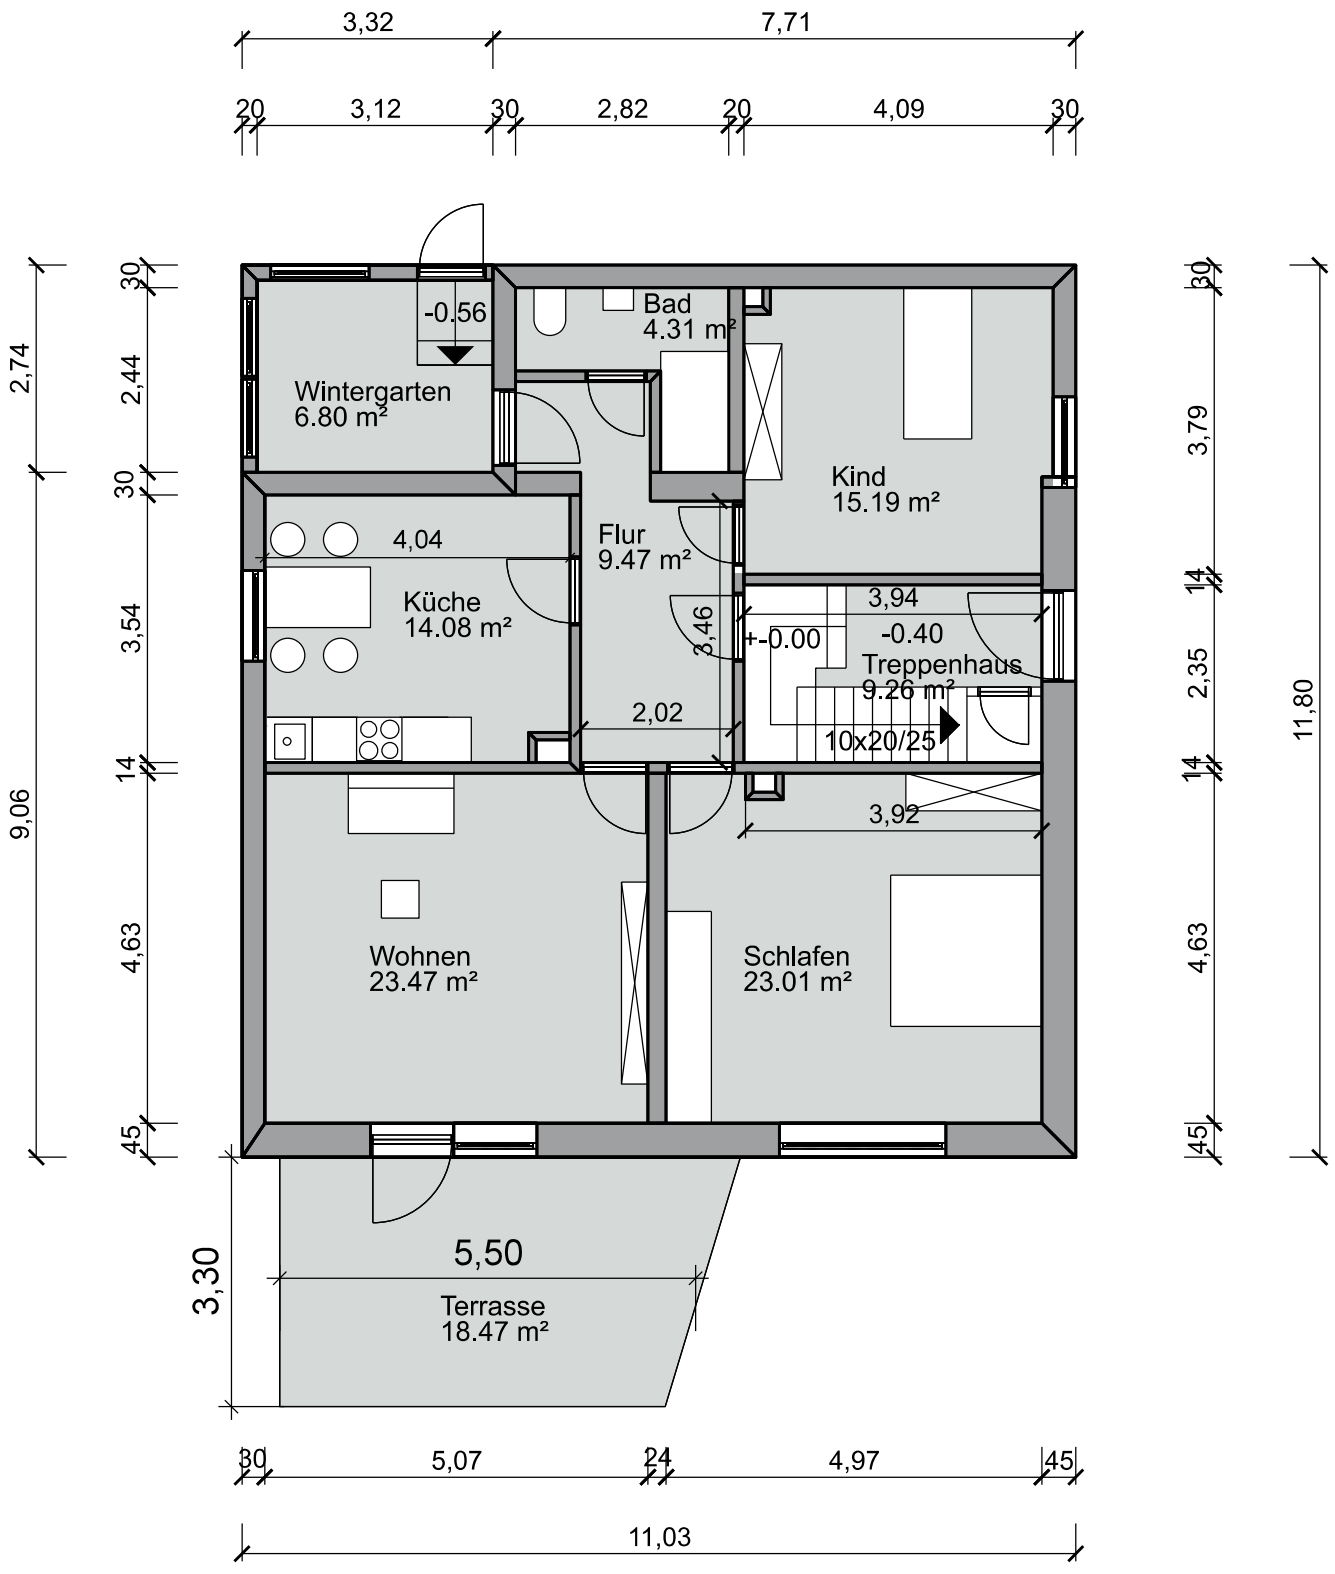 3,32
7,71
20
3,12
30
2,82
20
4,09
30
30
2,44
30
3,54
14
4,63
45
2,74
9,06
30
3,79
14
2,35
14
4,63
45
11,80
-0.56
Bad
4.31 m²
Wintergarten
6.80 m²
Kind
15.19 m²
Flur
9.47 m²
4,04
Küche
14.08 m²
3,94
3,46
+-0.00
-0.40
Treppenhaus
9.26 m²
2,02
10x20/25
3,92
Wohnen
23.47 m²
Schlafen
23.01 m²
3,30
5,50
Terrasse
18.47 m²
30
5,07
24
4,97
45
11,03